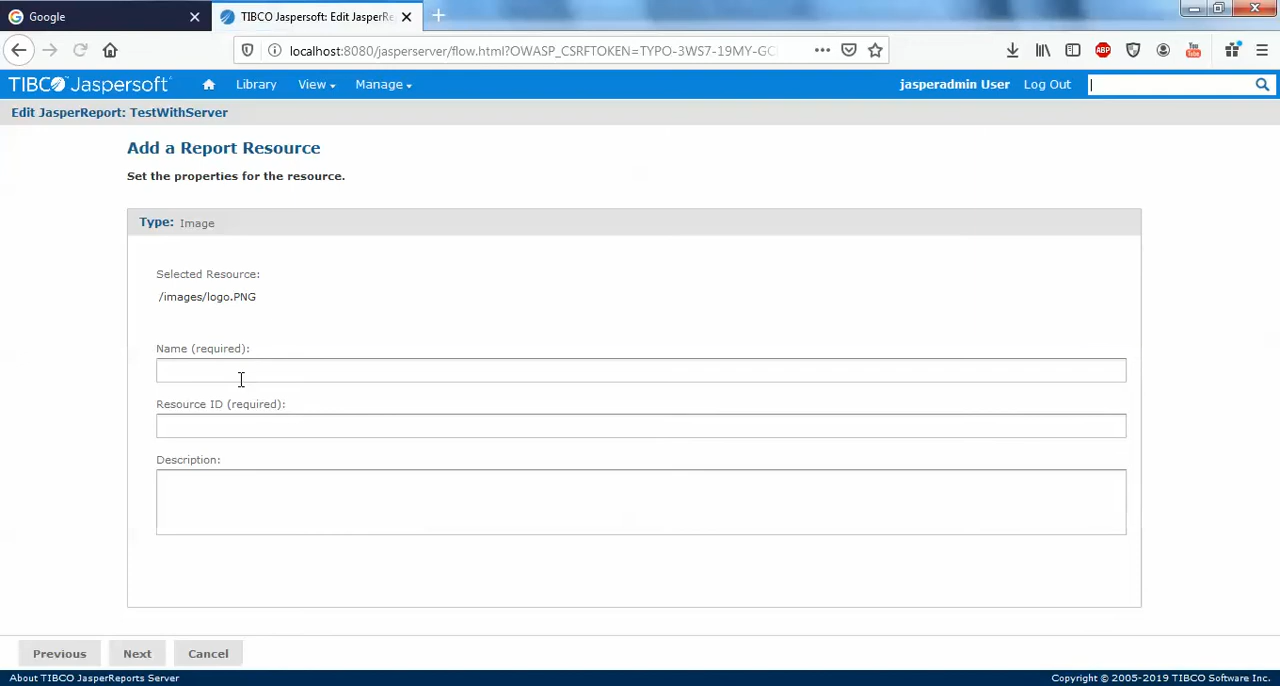 Google
TIBCO Jaspersoft: Edit JasperRe
localhost:8080/jasperserver/flow.html?OWASP_CSRFTOKEN=TYPO-3WS7-19MY-GC
ABP
You Tube
TIBCO Jaspersoft
Library
View
Manage
jasperadmin User
Log Out
Edit JasperReport: TestWithServer
Add a Report Resource
Set the properties for the resource.
Type: Image
Selected Resource:
/images/logo.PNG
Name (required):
Resource ID (required):
Description:
Previous
Next
Cancel
About TIBCO JasperReports Server
Copyright © 2005-2019 TIBCO Software Inc.